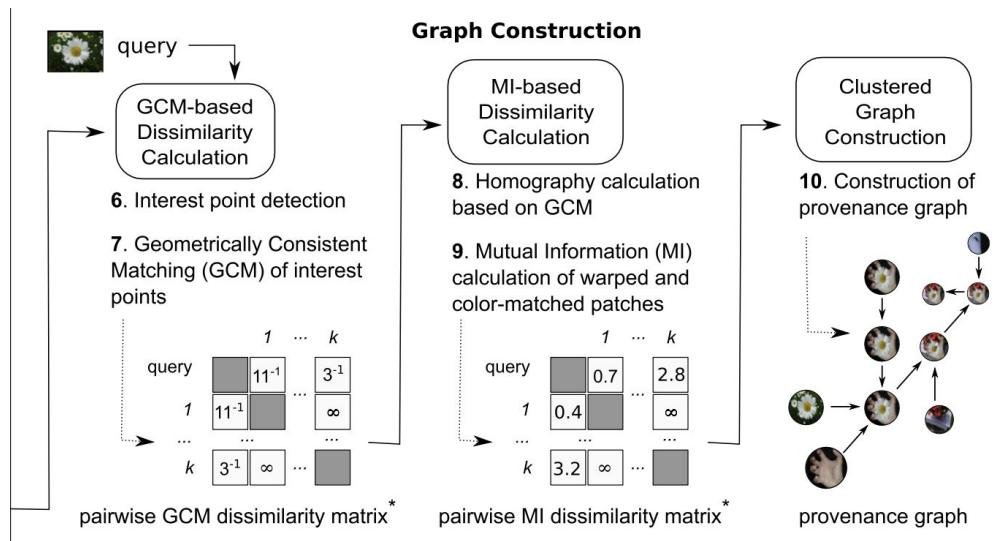 Graph Construction
query
GCM-based
Dissimilarity
Calculation
6. Interest point detection
7. Geometrically Consistent
Matching (GCM) of interest
points
1 ... k
query 11⁻¹ ... 3⁻¹
1 11⁻¹ ∞
... ... ...
k 3⁻¹ ∞ ...
pairwise GCM dissimilarity matrix*
MI-based
Dissimilarity
Calculation
8. Homography calculation
based on GCM
9. Mutual Information (MI)
calculation of warped and
color-matched patches
1 ... k
query 0.7 ... 2.8
1 0.4 ∞
... ... ...
k 3.2 ∞ ...
pairwise MI dissimilarity matrix*
Clustered
Graph
Construction
10. Construction of
provenance graph
provenance graph